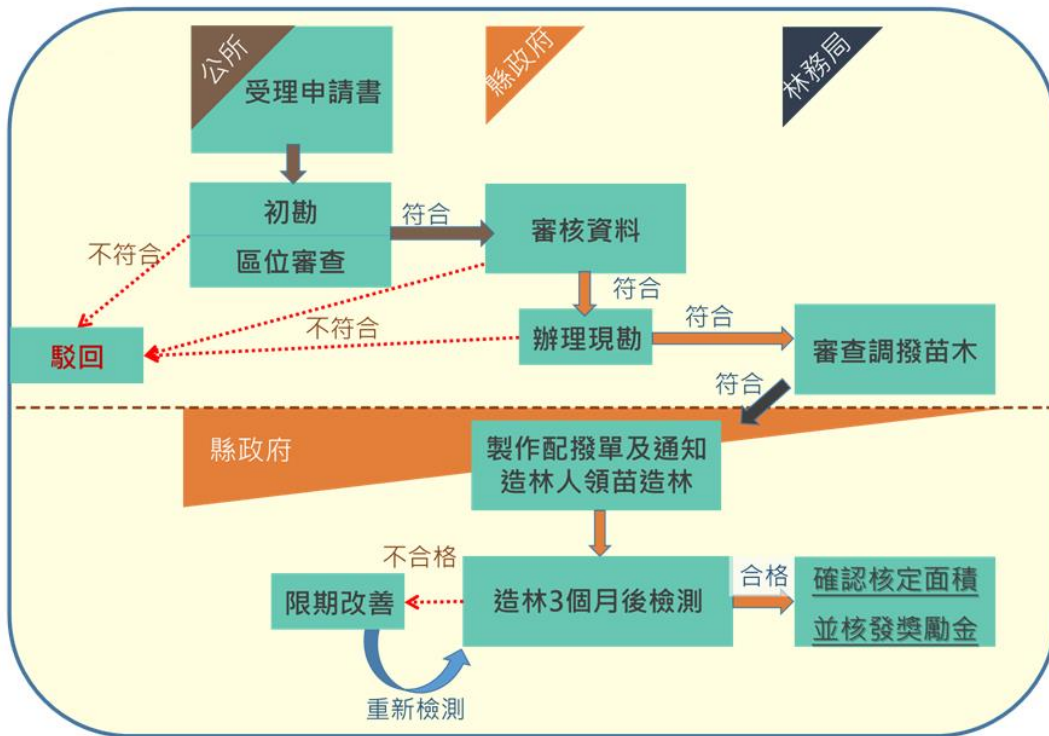 公所
縣政府
林務局
受理申請書
初勘
區位審查
符合
審核資料
不符合
符合
不符合
辦理現勘
符合
駁回
審查調撥苗木
符合
縣政府
製作配撥單及通知
造林人領苗造林
不合格
限期改善
造林3個月後檢測
合格
確認核定面積
並核發獎勵金
重新檢測